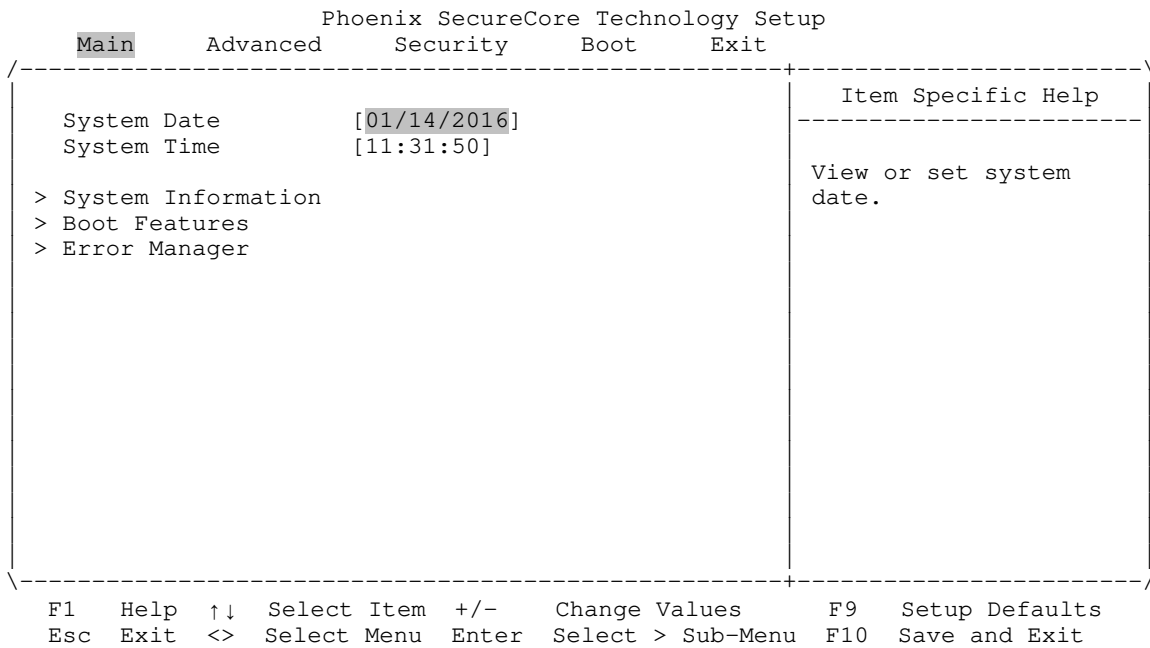 Phoenix SecureCore Technology Setup
Main Advanced Security Boot Exit
Item Specific Help
System Date [01/14/2016]
System Time [11:31:50]
View or set system
> System Information date.
> Boot Features
> Error Manager
F1 Help ↑↓ Select Item +/- Change Values F9 Setup Defaults
Esc Exit <> Select Menu Enter Select > Sub-Menu F10 Save and Exit